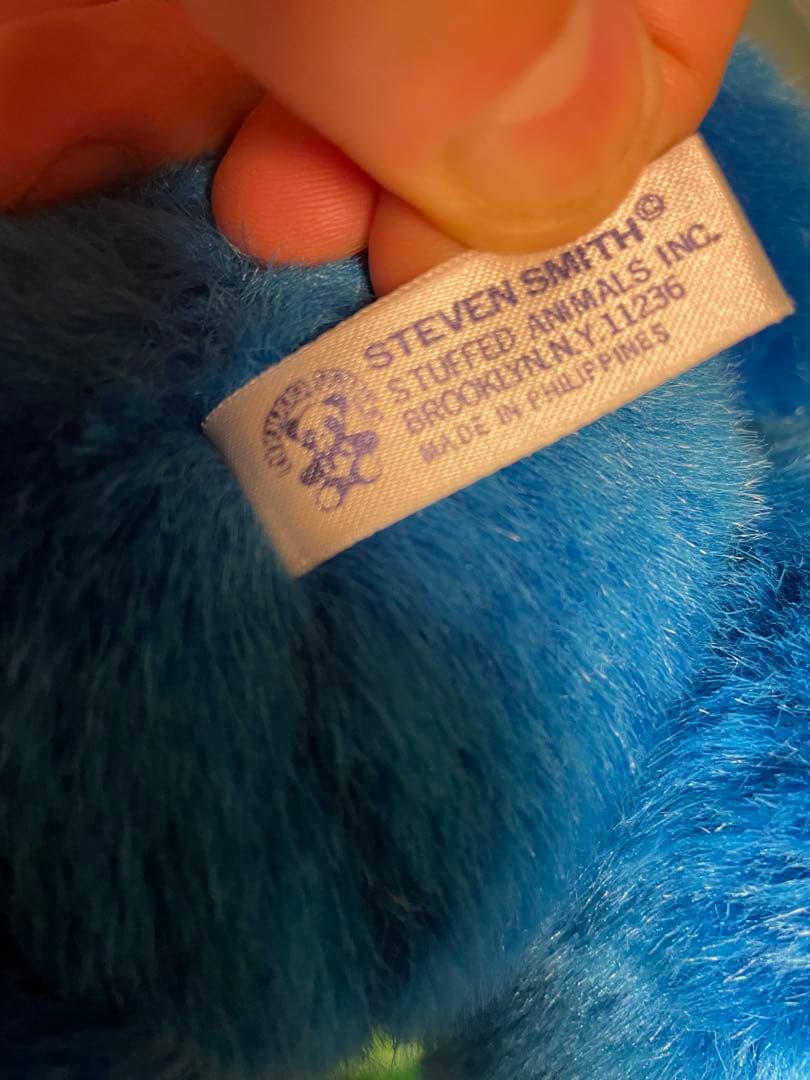 STEVEN SMITH©
STUFFED ANIMALS INC.
BROOKLYN.N.Y. 11236
MADE IN PHILIPPINES